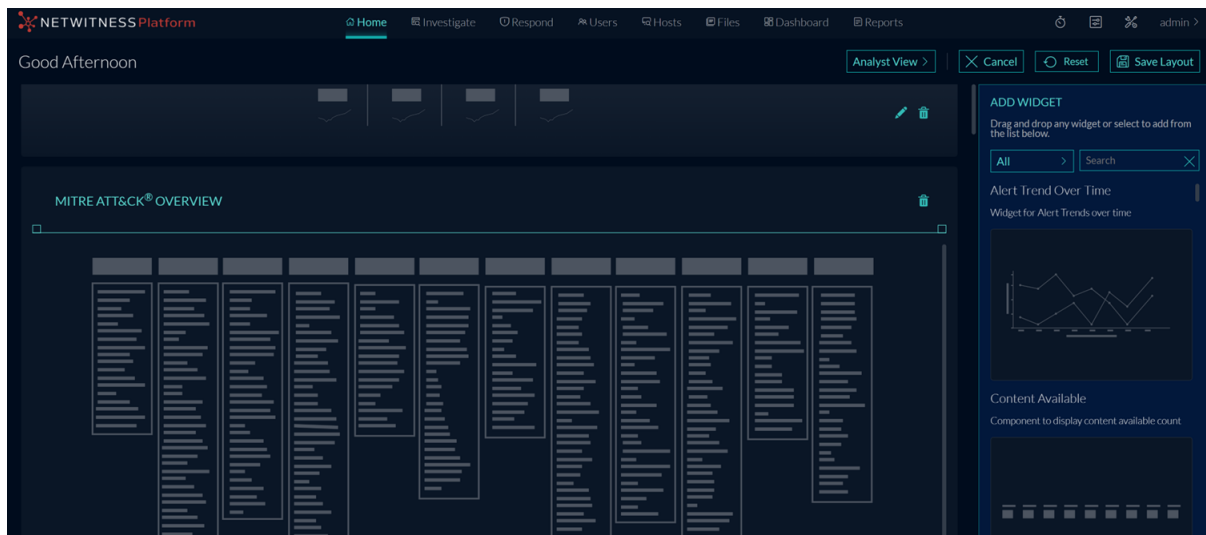 NETWITNESS Platform
Home
Investigate
Respond
Users
Hosts
Files
Dashboard
Reports
admin
Good Afternoon
Analyst View
Cancel
Reset
Save Layout
ADD WIDGET
Drag and drop any widget or select to add from
the list below.
All
Search
MITRE ATT&CK® OVERVIEW
Alert Trend Over Time
Widget for Alert Trends over time
Content Available
Component to display content available count